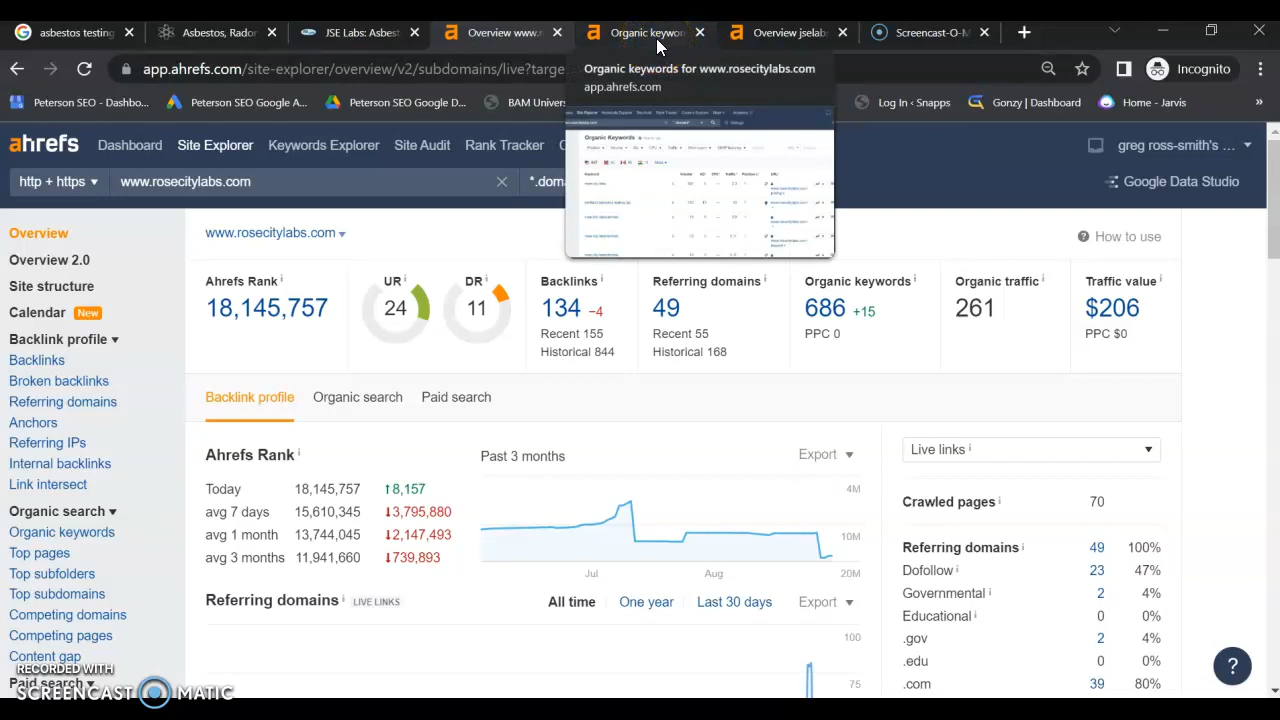 asbestos testing
Asbestos, Rador
JSE Labs: Asbest
Overview www.r
Organic keywor
Overview jselab
Screencast-O-M
app.ahrefs.com/site-explorer/overview/v2/subdomains/live?targe
Incognito
Organic keywords for www.rosecitylabs.com
app.ahrefs.com
Peterson SEO - Dashbo...
Peterson SEO Google A...
Peterson SEO Google D...
BAM Univers
Log In ‹ Snapps
Gonzy | Dashboard
Dr.e - Jarvis
Organic Keywords
ahrefs
Dashboard
Site Explorer
Keywords Explorer
Site Audit
Rank Tracker
www.rosecitylabs.com
*.doma
Toggle site audio
Overview
Overview 2.0
Site structure
Calendar New
Backlink profile
Backlinks
Broken backlinks
Referring domains
Anchors
Referring IPs
Internal backlinks
Link intersect
Organic search
Organic keywords
Top pages
Top subfolders
Top subdomains
Competing domains
Competing pages
Content gap
Paid search
www.rosecitylabs.com
How to use
Ahrefs Rank
18,145,757
UR
24
DR
11
Backlinks
134 −4
Recent 155
Historical 844
Referring domains
49
Recent 55
Historical 168
Organic keywords
686 +15
PPC 0
Organic traffic
261
Traffic value
$206
PPC $0
Backlink profile
Organic search
Paid search
Ahrefs Rank
Today 18,145,757 ↑8,157
avg 7 days 15,610,345 ↓3,795,880
avg 1 month 13,744,045 ↓2,147,493
avg 3 months 11,941,660 ↓739,893
Past 3 months
Export
4M
10M
20M
Jul
Aug
Referring domains LIVE LINKS
All time
One year
Last 30 days
Export
100
75
Live links
Crawled pages 70
Referring domains 49 100%
Dofollow 23 47%
Governmental 2 4%
Educational 0 0%
.gov 2 4%
.edu 0 0%
.com 39 80%
?
RECORDED WITH
SCREENCAST MATIC